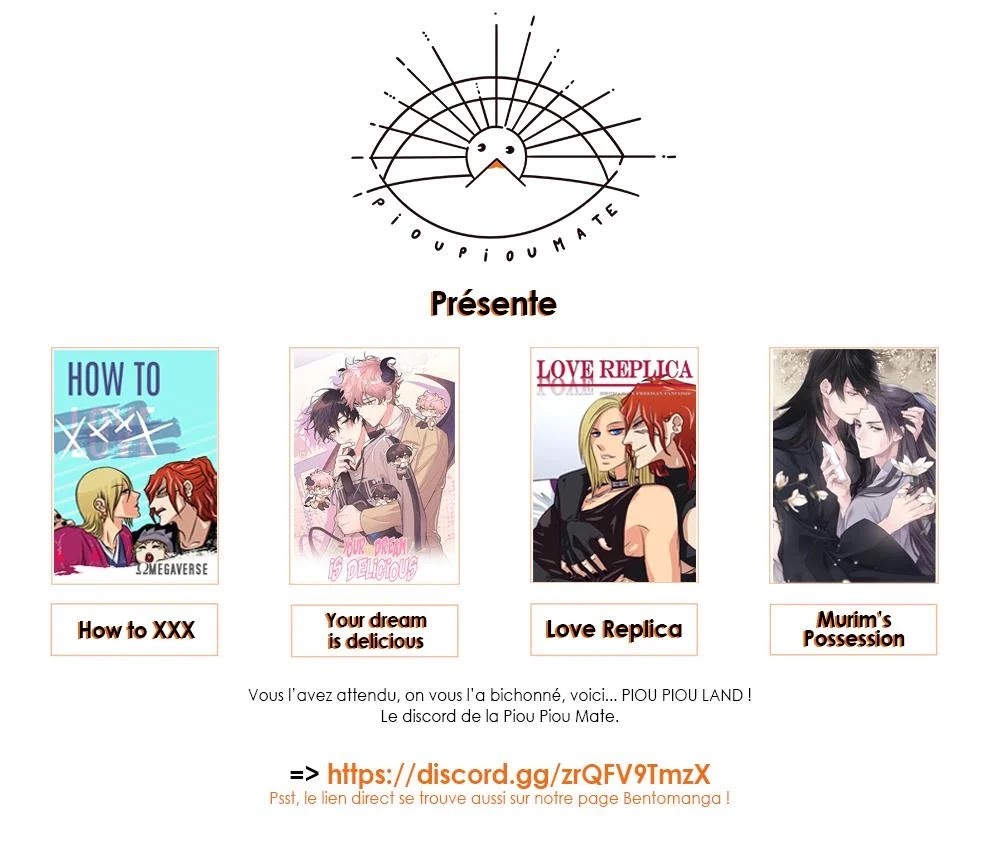 PIOUPIOUMATE
Présente
HOW TO
XXX
ΩMEGAVERSE
YOUR DREAM
IS DELICIOUS
LOVE REPLICA
How to XXX
Your dream
is delicious
Love Replica
Murim's
Possession
Vous l'avez attendu, on vous l'a bichonné, voici... PIOU PIOU LAND !
Le discord de la Piou Piou Mate.
=> https://discord.gg/zrQFV9TmzX
Psst, le lien direct se trouve aussi sur notre page Bentomanga !